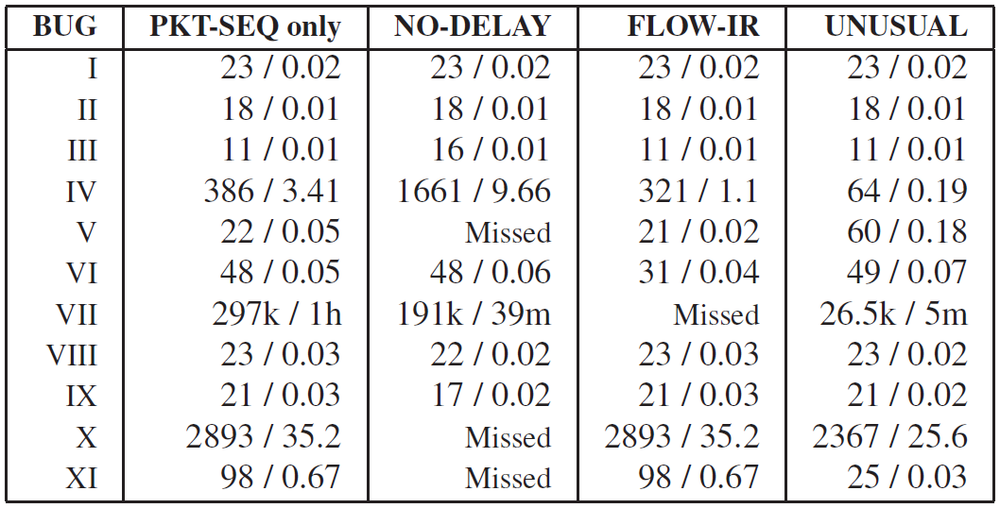 BUG PKT-SEQ only NO-DELAY FLOW-IR UNUSUAL
I 23 / 0.02 23 / 0.02 23 / 0.02 23 / 0.02
II 18 / 0.01 18 / 0.01 18 / 0.01 18 / 0.01
III 11 / 0.01 16 / 0.01 11 / 0.01 11 / 0.01
IV 386 / 3.41 1661 / 9.66 321 / 1.1 64 / 0.19
V 22 / 0.05 Missed 21 / 0.02 60 / 0.18
VI 48 / 0.05 48 / 0.06 31 / 0.04 49 / 0.07
VII 297k / 1h 191k / 39m Missed 26.5k / 5m
VIII 23 / 0.03 22 / 0.02 23 / 0.03 23 / 0.02
IX 21 / 0.03 17 / 0.02 21 / 0.03 21 / 0.02
X 2893 / 35.2 Missed 2893 / 35.2 2367 / 25.6
XI 98 / 0.67 Missed 98 / 0.67 25 / 0.03